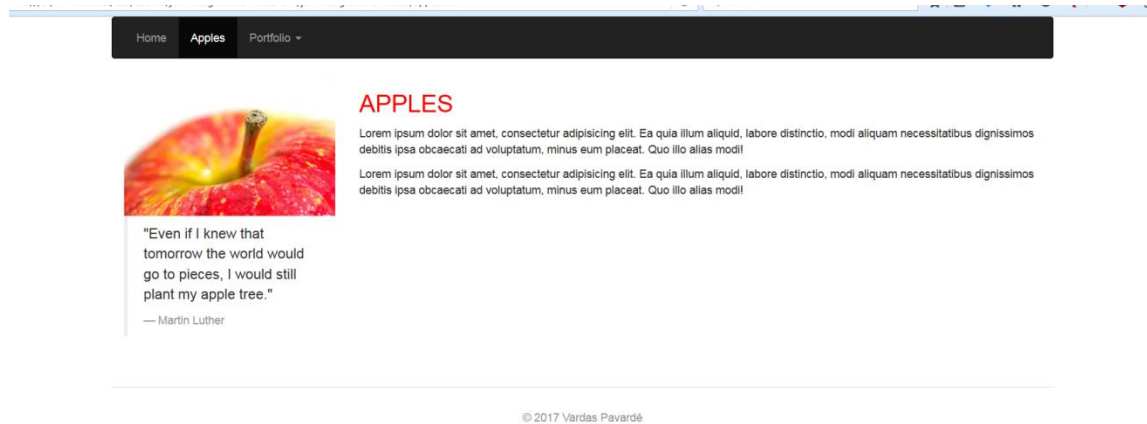 Home Apples Portfolio
APPLES
Lorem ipsum dolor sit amet, consectetur adipisicing elit. Ea quia illum aliquid, labore distinctio, modi aliquam necessitatibus dignissimos
debitis ipsa obcaecati ad voluptatum, minus eum placeat. Quo illo alias modi!
Lorem ipsum dolor sit amet, consectetur adipisicing elit. Ea quia illum aliquid, labore distinctio, modi aliquam necessitatibus dignissimos
debitis ipsa obcaecati ad voluptatum, minus eum placeat. Quo illo alias modi!
"Even if I knew that
tomorrow the world would
go to pieces, I would still
plant my apple tree."
— Martin Luther
© 2017 Vardas Pavardė